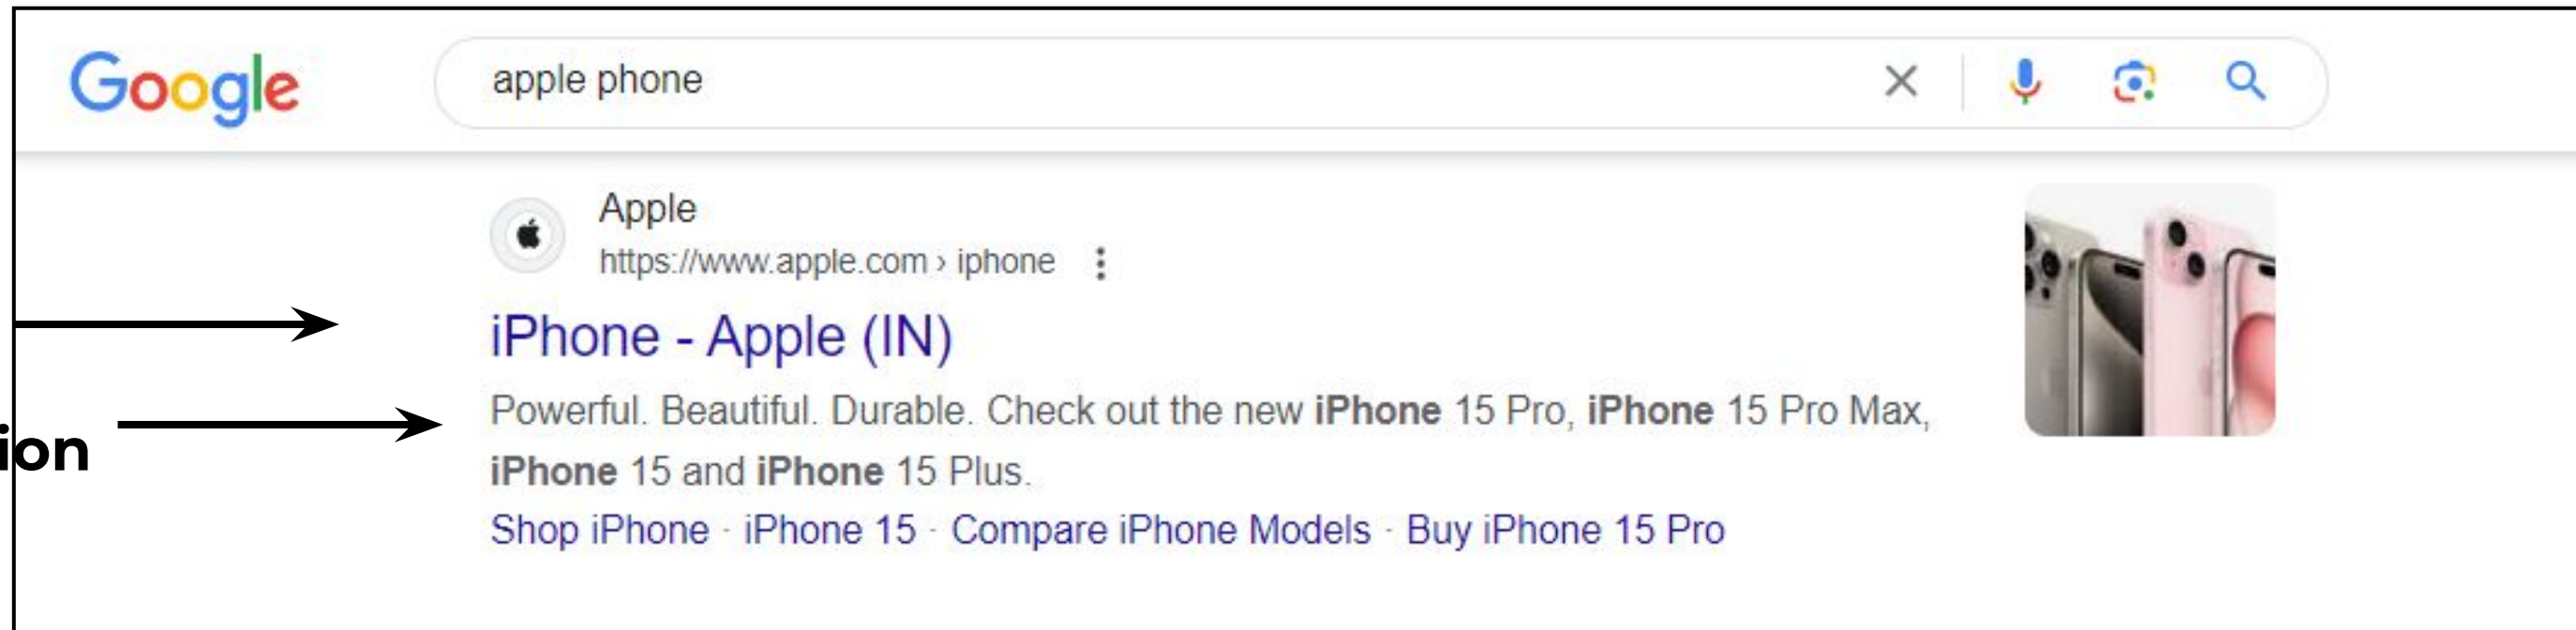 Google
apple phone
Apple
https://www.apple.com › iphone
iPhone - Apple (IN)
Powerful. Beautiful. Durable. Check out the new iPhone 15 Pro, iPhone 15 Pro Max,
ion
iPhone 15 and iPhone 15 Plus.
Shop iPhone · iPhone 15 · Compare iPhone Models · Buy iPhone 15 Pro